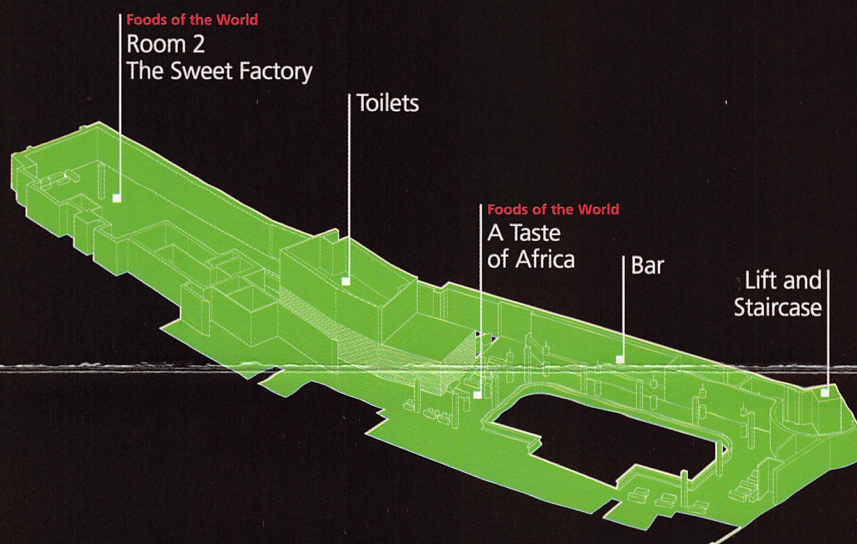 Foods of the World
Room 2
The Sweet Factory
Toilets
Foods of the World
A Taste
of Africa
Bar
Lift and
Staircase